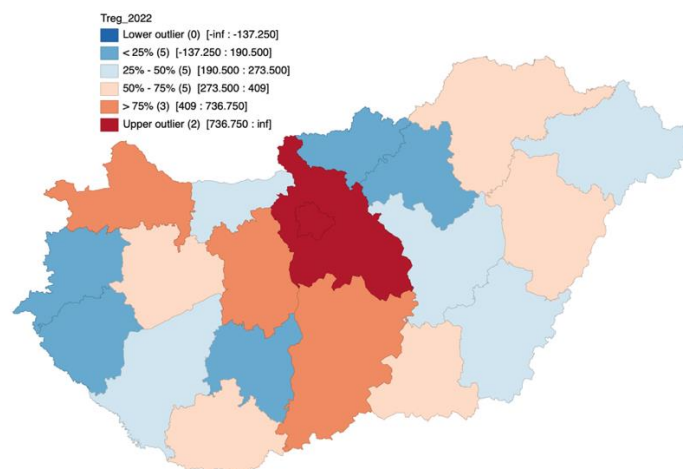 Treg_2022
Lower outlier (0) [-inf : -137.250]
< 25% (5) [-137.250 : 190.500]
25% - 50% (5) [190.500 : 273.500]
50% - 75% (5) [273.500 : 409]
> 75% (3) [409 : 736.750]
Upper outlier (2) [736.750 : inf]